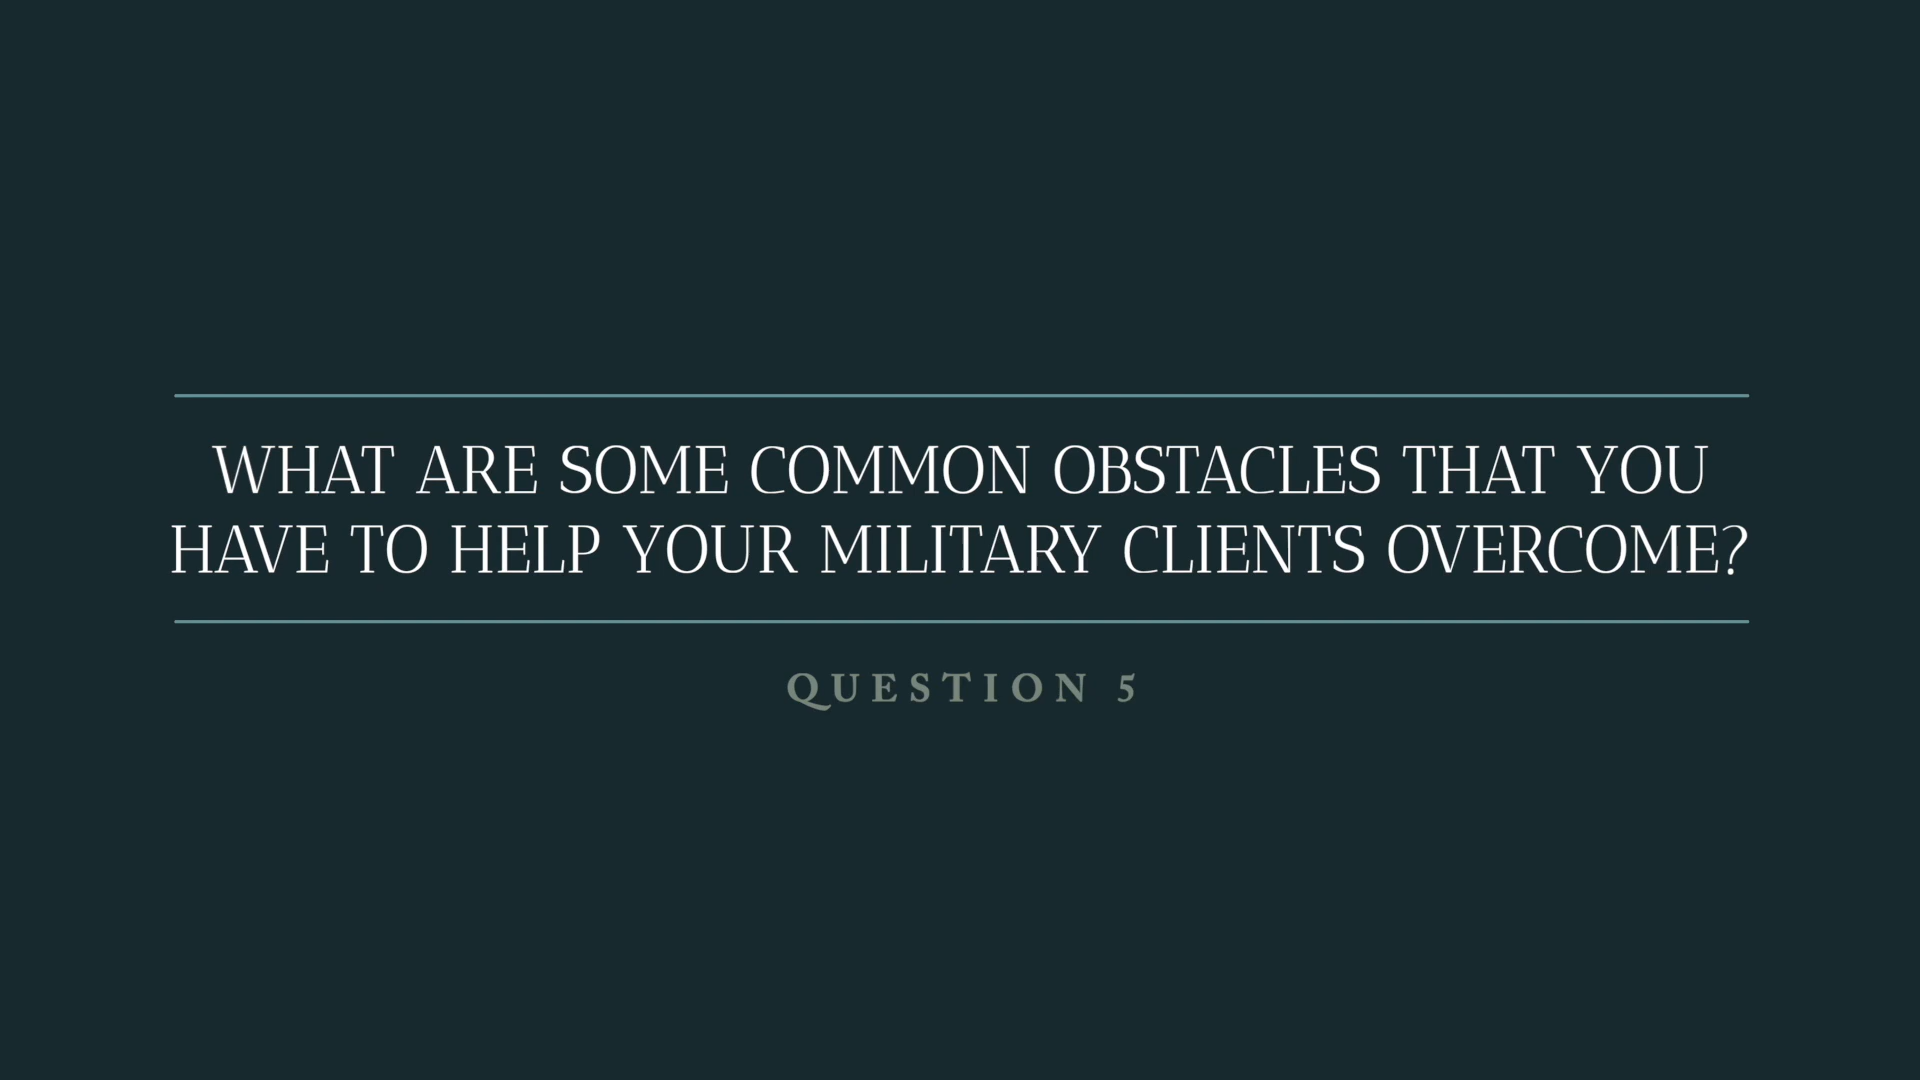 WHAT ARE SOME COMMON OBSTACLES THAT YOU
HAVE TO HELP YOUR MILITARY CLIENTS OVERCOME?
QUESTION 5